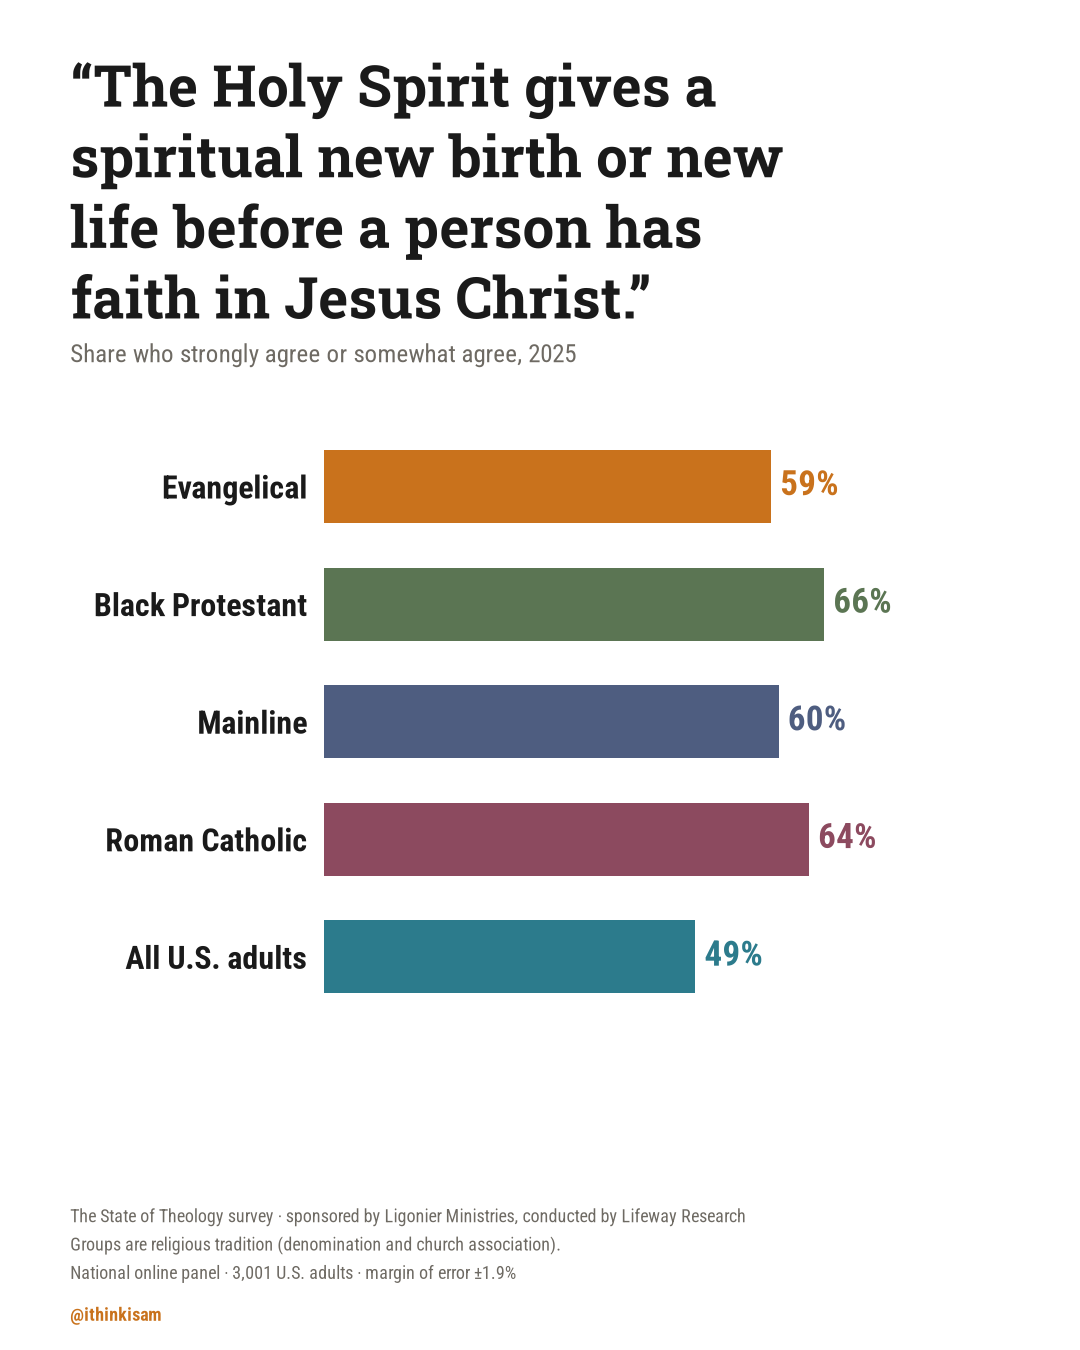 “The Holy Spirit gives a
spiritual new birth or new
life before a person has
faith in Jesus Christ.”
Share who strongly agree or somewhat agree, 2025
Evangelical 59%
Black Protestant 66%
Mainline 60%
Roman Catholic 64%
All U.S. adults 49%
The State of Theology survey · sponsored by Ligonier Ministries, conducted by Lifeway Research
Groups are religious tradition (denomination and church association).
National online panel · 3,001 U.S. adults · margin of error ±1.9%
@ithinkisam